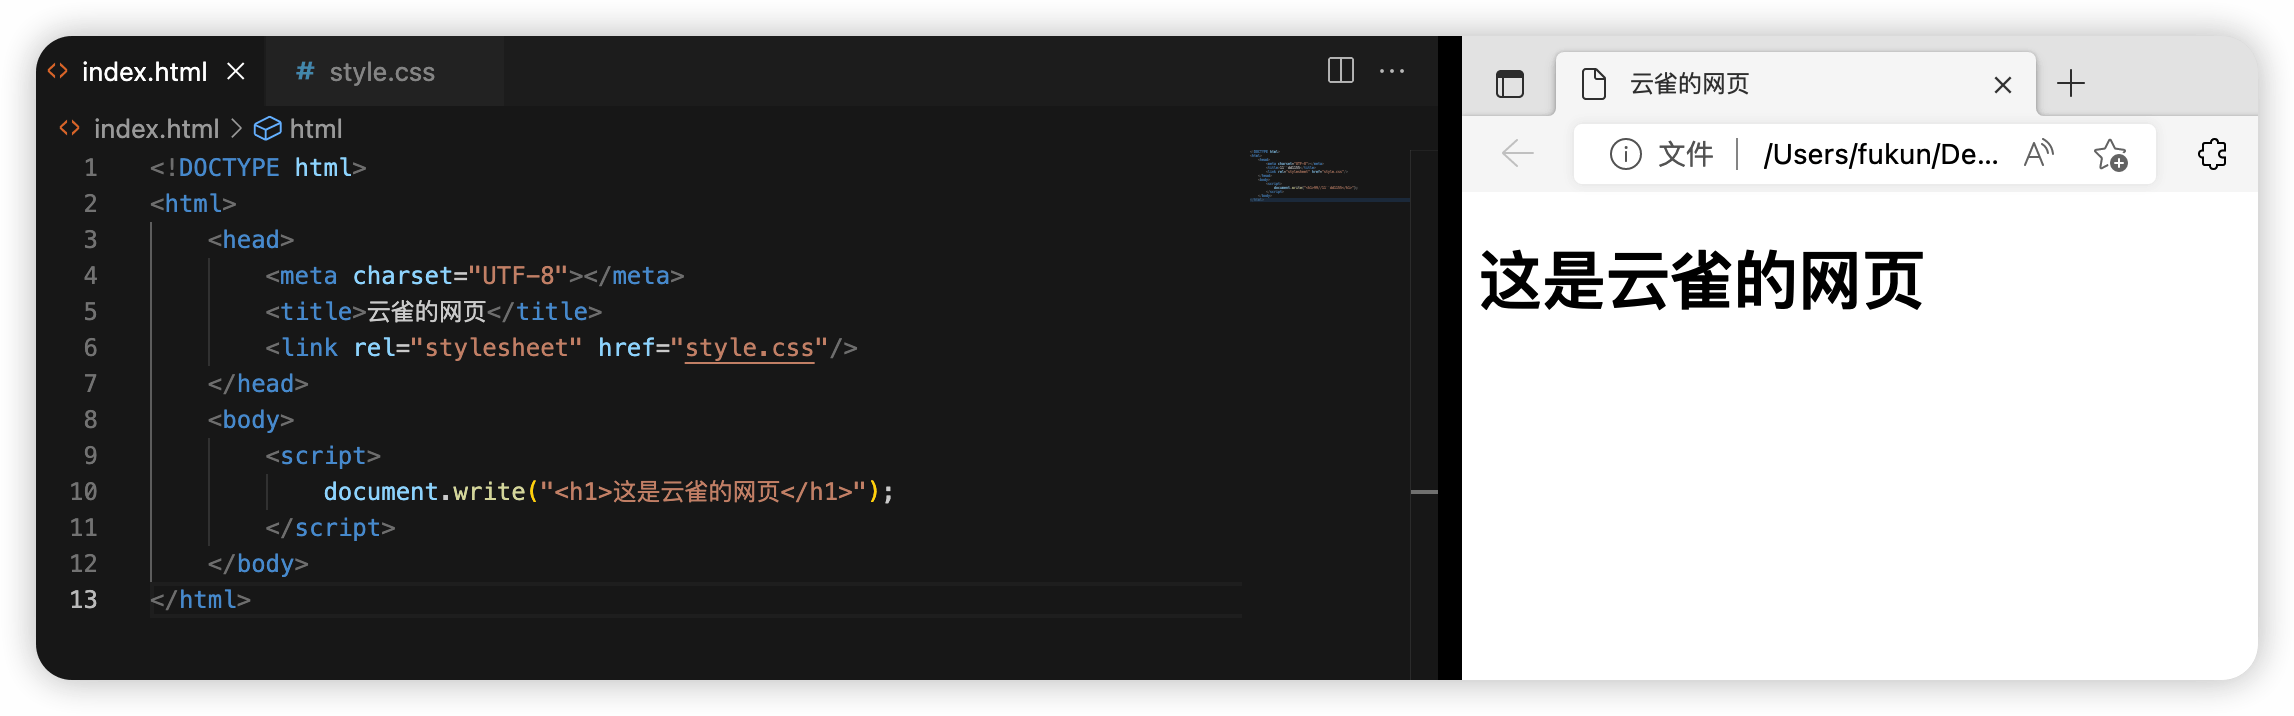 index.html
style.css
index.html > html
1 <!DOCTYPE html>
2 <html>
3 <head>
4 <meta charset="UTF-8"></meta>
5 <title>云雀的网页</title>
6 <link rel="stylesheet" href="style.css"/>
7 </head>
8 <body>
9 <script>
10 document.write("<h1>这是云雀的网页</h1>");
11 </script>
12 </body>
13 </html>
云雀的网页
文件 /Users/fukun/De...
这是云雀的网页